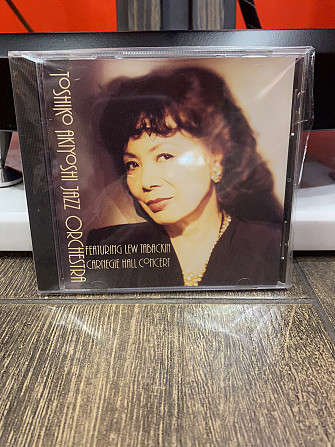 TOSHIKO AKIYOSHI JAZZ ORCHESTRA
FEATURING LEW TABACKIN
CARNEGIE HALL CONCERT